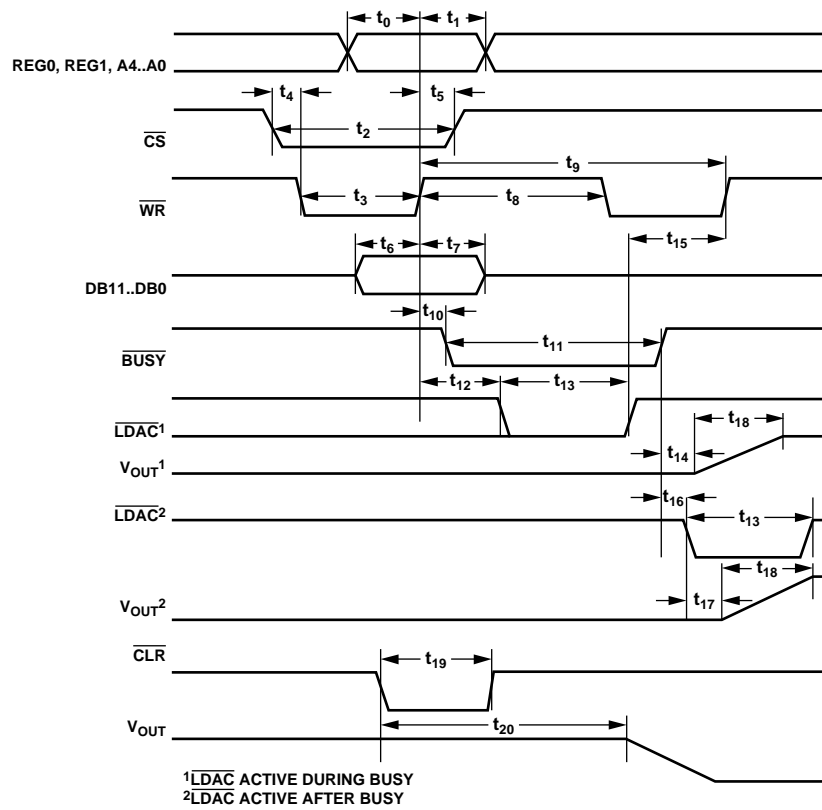 t0 t1
REG0, REG1, A4..A0
t4 t5
t2
CS
t9
t3 t8
WR
t15
t6 t7
DB11..DB0
t10
t11
BUSY
t12 t13
t18
LDAC1
t14
VOUT1
t16
LDAC2
t13
t18
t17
VOUT2
CLR
t19
t20
VOUT
1LDAC ACTIVE DURING BUSY
2LDAC ACTIVE AFTER BUSY